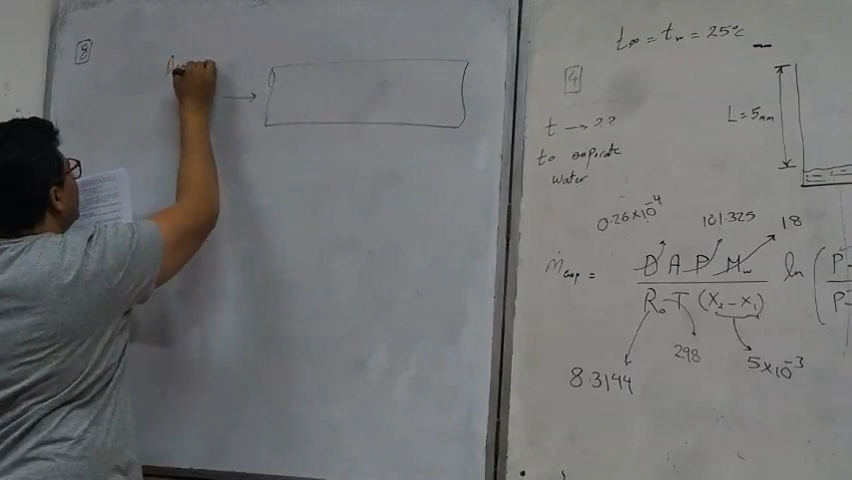 8
t∞ = tw = 25°c
4
t → ??
to evaporate
water
L = 5mm
0.26×10⁻⁴
101.325
18
ṁevp = D A P Mw / R₀ T (x₂ - x₁) ln ( P- / P-
8.3144
298
5×10⁻³